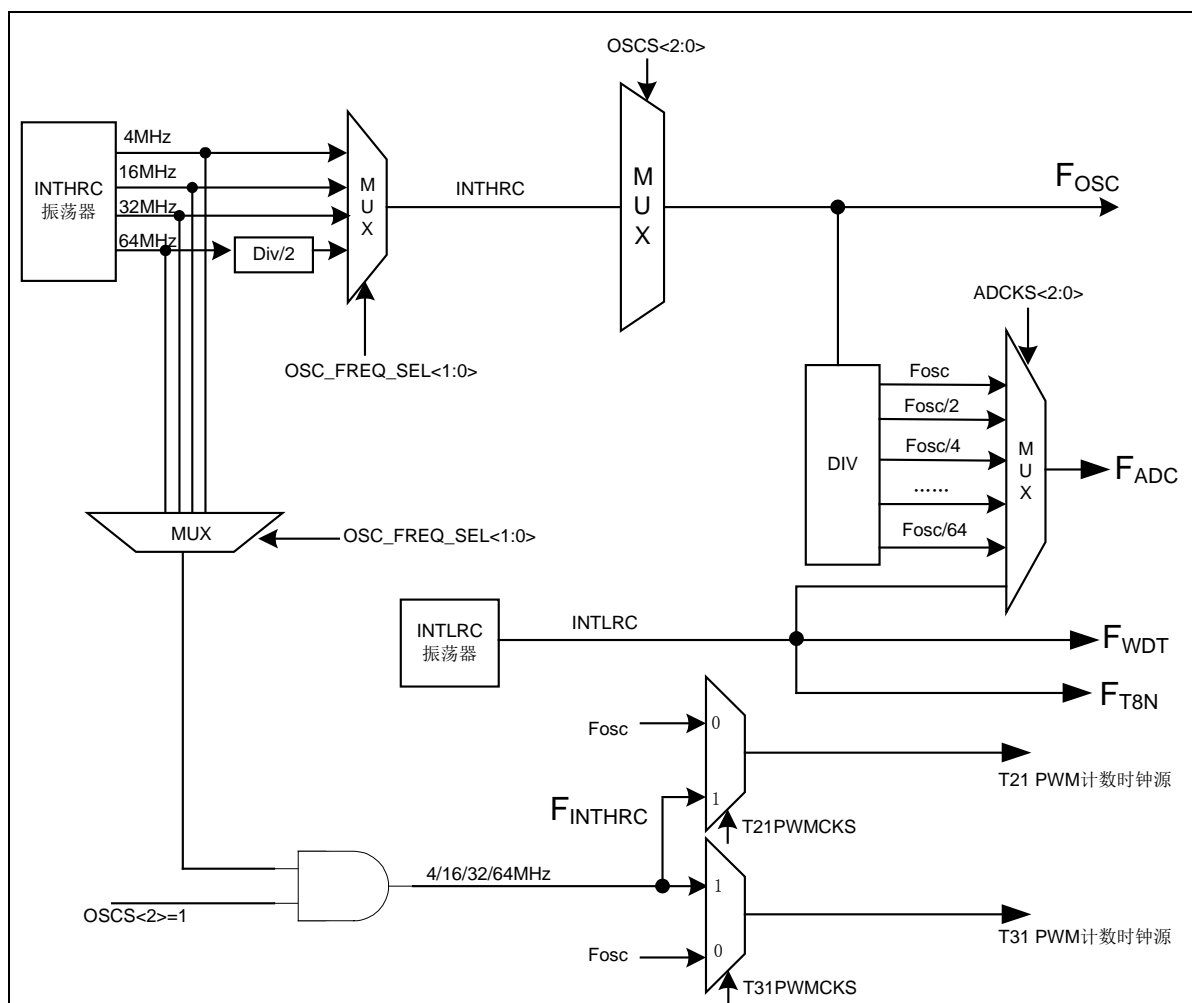 OSCS<2:0>
4MHz
16MHz
32MHz
64MHz
INTHRC
振荡器
Div/2
MUX
OSC_FREQ_SEL<1:0>
INTHRC
MUX
FOSC
ADCKS<2:0>
DIV
Fosc
Fosc/2
Fosc/4
......
Fosc/64
MUX
FADC
MUX
OSC_FREQ_SEL<1:0>
INTLRC
振荡器
INTLRC
FWDT
FT8N
Fosc
0
1
T21PWMCKS
T21 PWM计数时钟源
FINTHRC
4/16/32/64MHz
OSCS<2>=1
1
0
Fosc
T31PWMCKS
T31 PWM计数时钟源